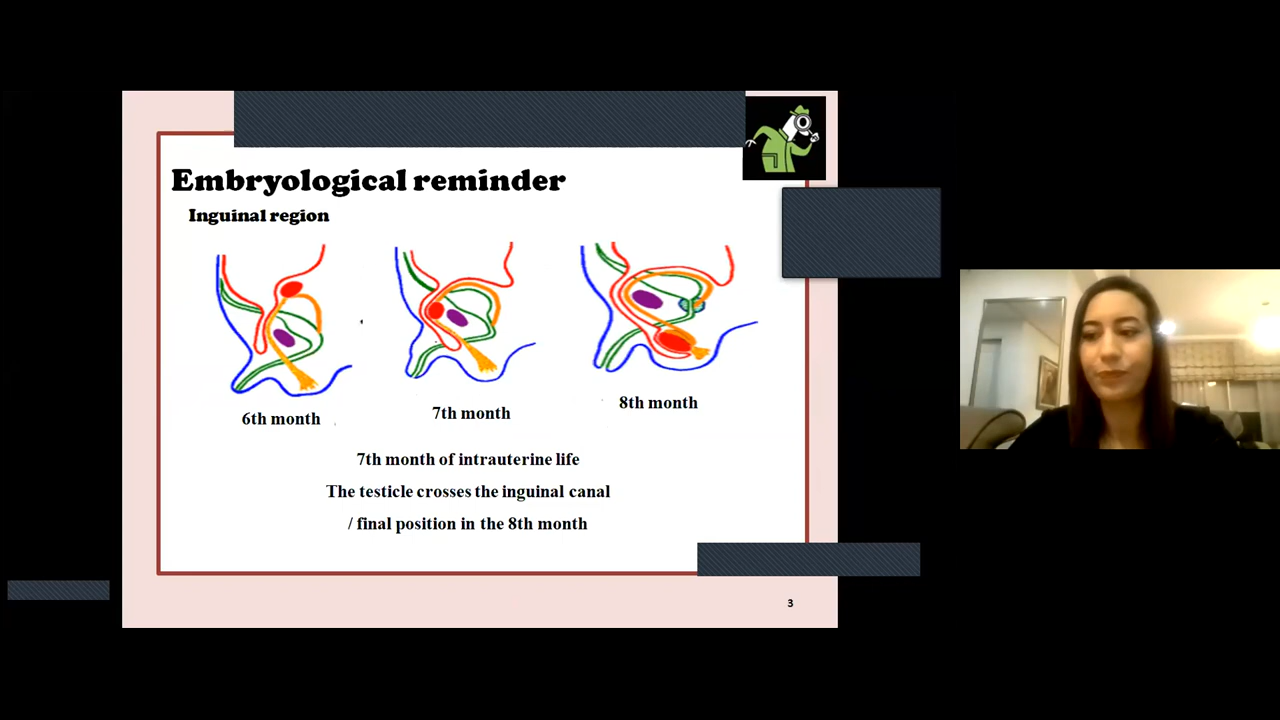 Embryological reminder
Inguinal region
6th month
7th month
8th month
7th month of intrauterine life
The testicle crosses the inguinal canal
/ final position in the 8th month
3